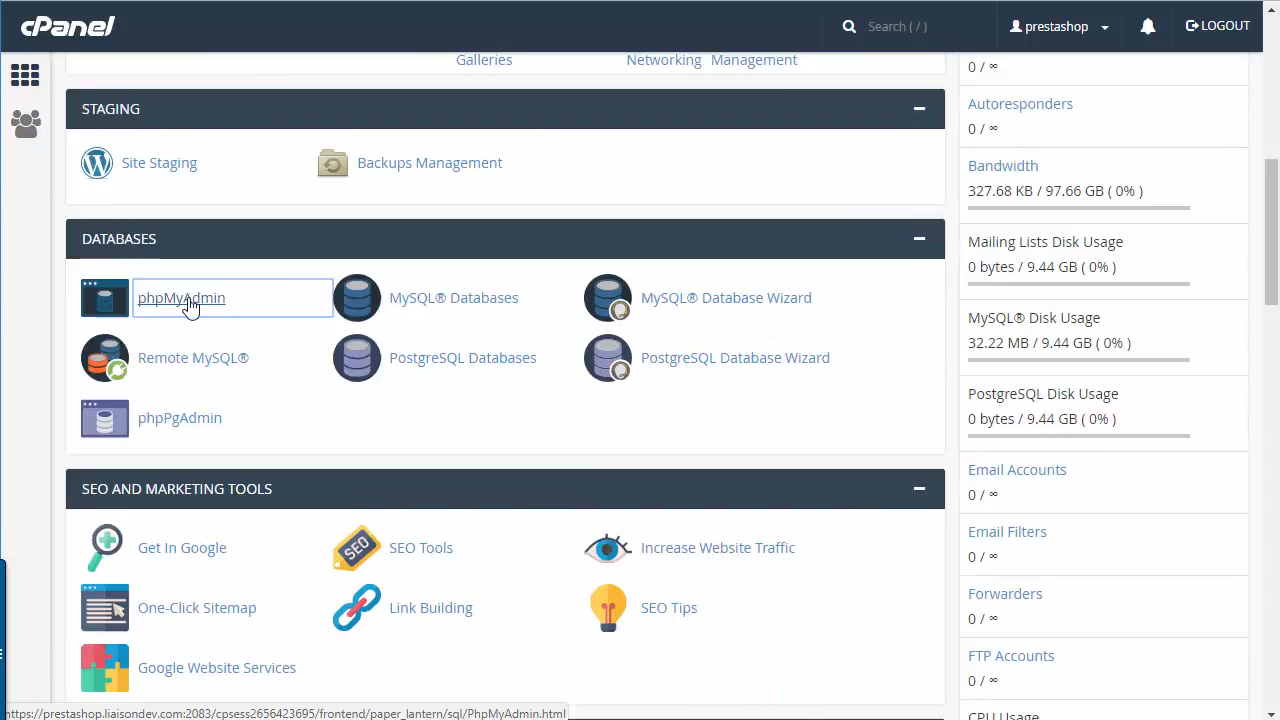 cPanel
Search ( / )
prestashop
LOGOUT
Galleries
Networking Management
STAGING
Site Staging
Backups Management
DATABASES
phpMyAdmin
MySQL® Databases
MySQL® Database Wizard
Remote MySQL®
PostgreSQL Databases
PostgreSQL Database Wizard
phpPgAdmin
SEO AND MARKETING TOOLS
Get In Google
SEO
SEO Tools
Increase Website Traffic
One-Click Sitemap
Link Building
SEO Tips
Google Website Services
0 / ∞
Autoresponders
0 / ∞
Bandwidth
327.68 KB / 97.66 GB ( 0% )
Mailing Lists Disk Usage
0 bytes / 9.44 GB ( 0% )
MySQL® Disk Usage
32.22 MB / 9.44 GB ( 0% )
PostgreSQL Disk Usage
0 bytes / 9.44 GB ( 0% )
Email Accounts
0 / ∞
Email Filters
0 / ∞
Forwarders
0 / ∞
FTP Accounts
0 / ∞
CPU Usage
https://prestashop.liaisondev.com:2083/cpsess2656423695/frontend/paper_lantern/sql/PhpMyAdmin.html